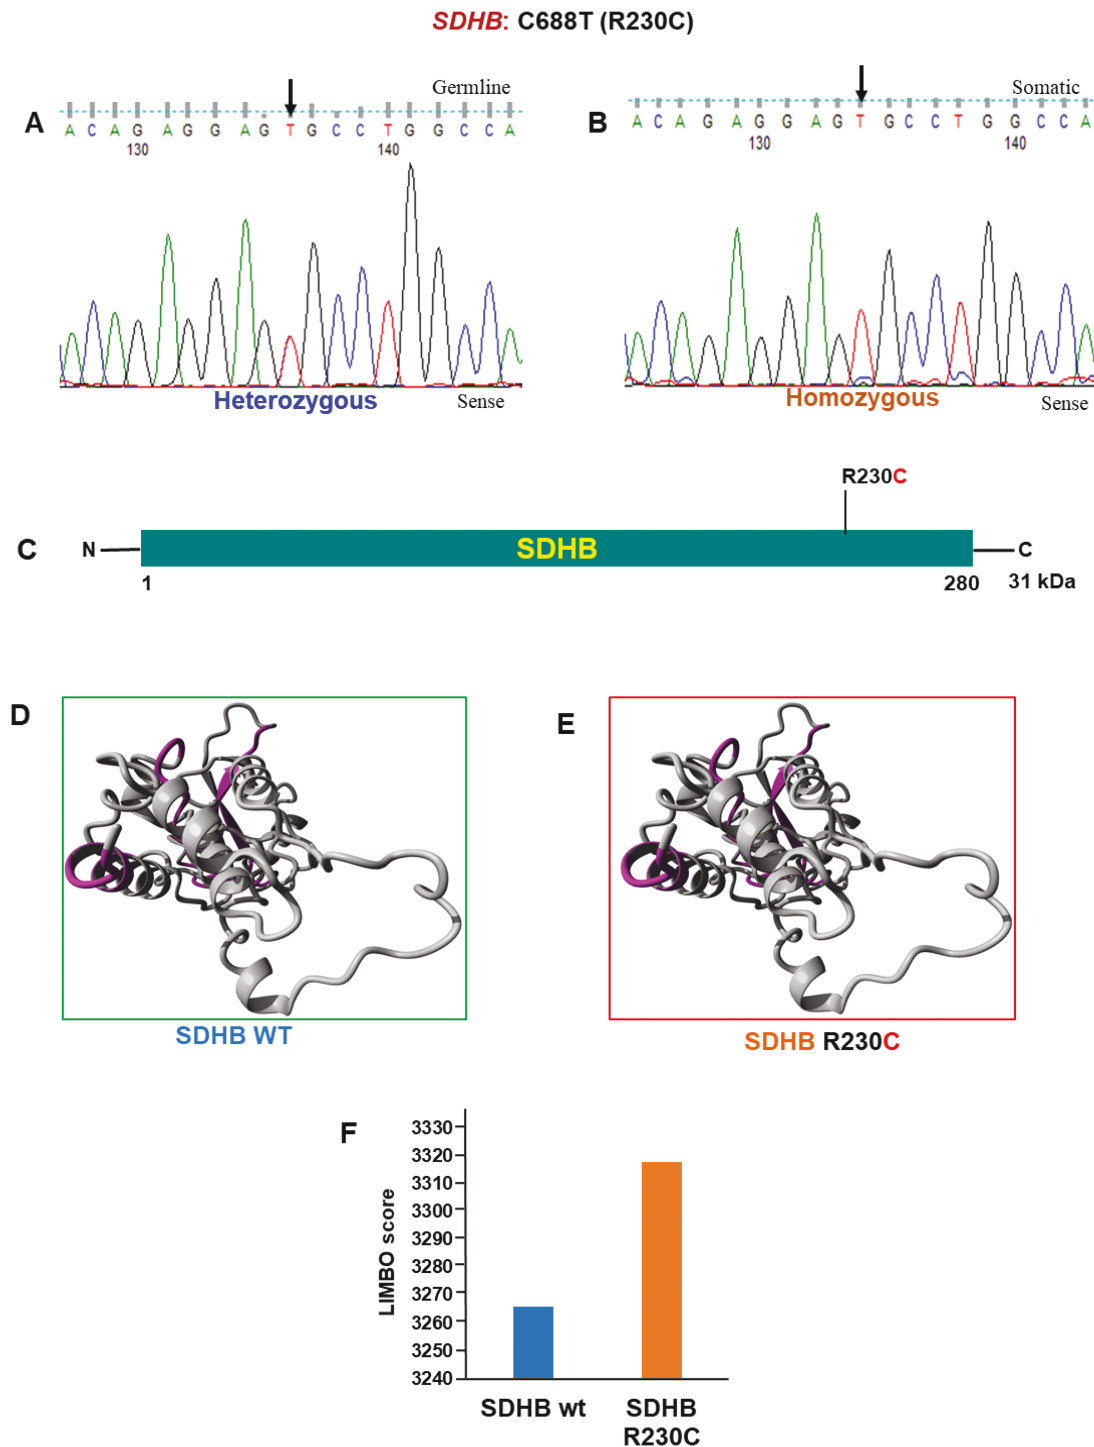 SDHB: C688T (R230C)
A
Germline
A C A G A G G A G T G C C T G G C C A
130 140
Heterozygous
Sense
B
Somatic
A C A G A G G A G T G C C T G G C C A
130 140
Homozygous
Sense
C
R230C
N
SDHB
C
1
280
31 kDa
D
SDHB WT
E
SDHB R230C
F
LIMBO score
3330
3320
3310
3300
3290
3280
3270
3260
3250
3240
SDHB wt
SDHB
R230C